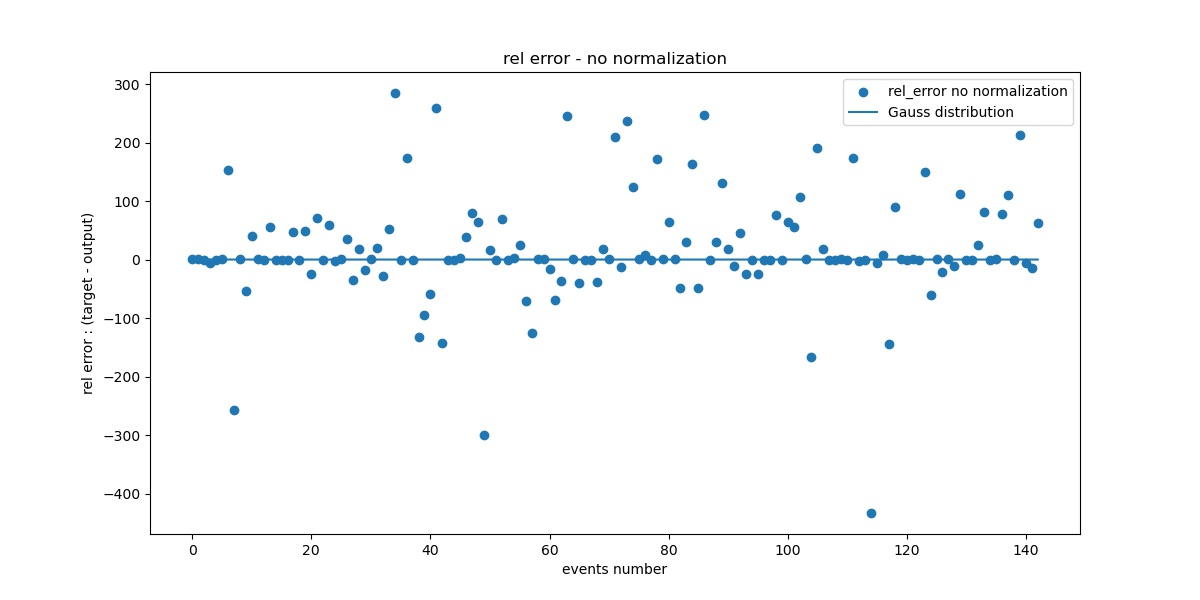 rel error - no normalization
rel_error no normalization
Gauss distribution
300
200
100
0
−100
−200
−300
−400
rel error : (target - output)
0 20 40 60 80 100 120 140
events number